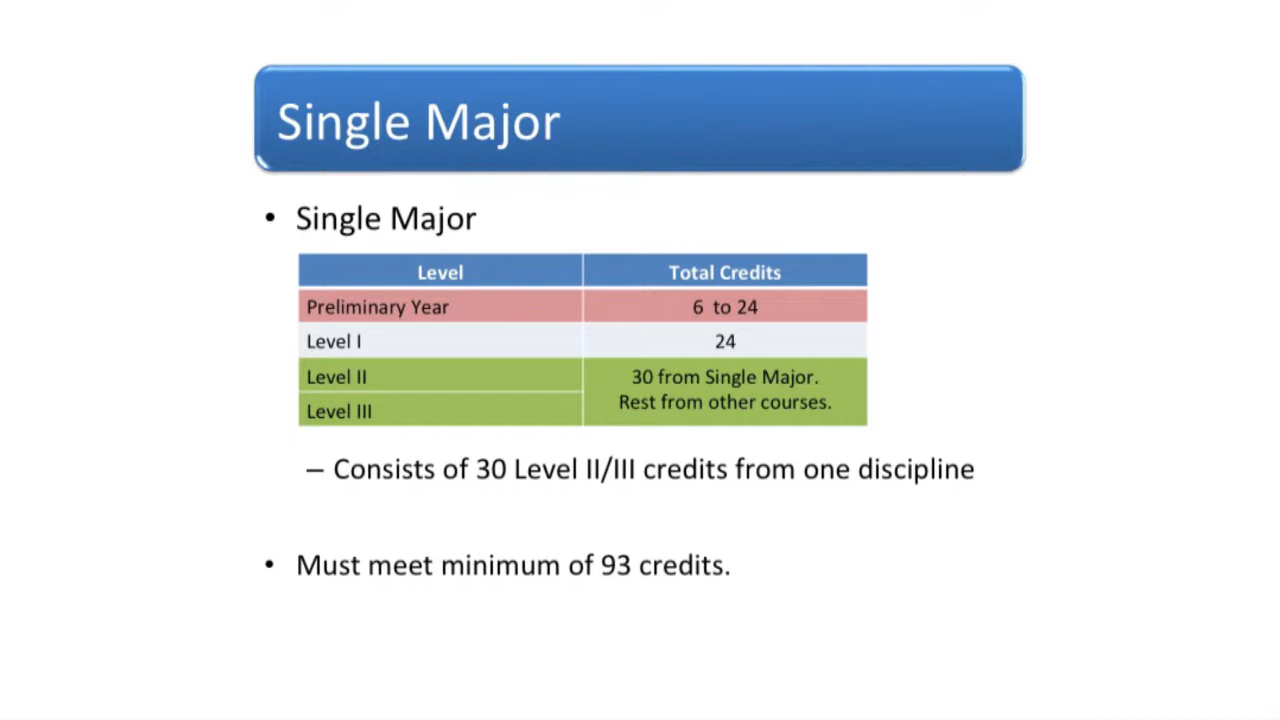 Single Major
• Single Major
Level Total Credits
Preliminary Year 6 to 24
Level I 24
Level II 30 from Single Major.
Level III Rest from other courses.
– Consists of 30 Level II/III credits from one discipline
• Must meet minimum of 93 credits.